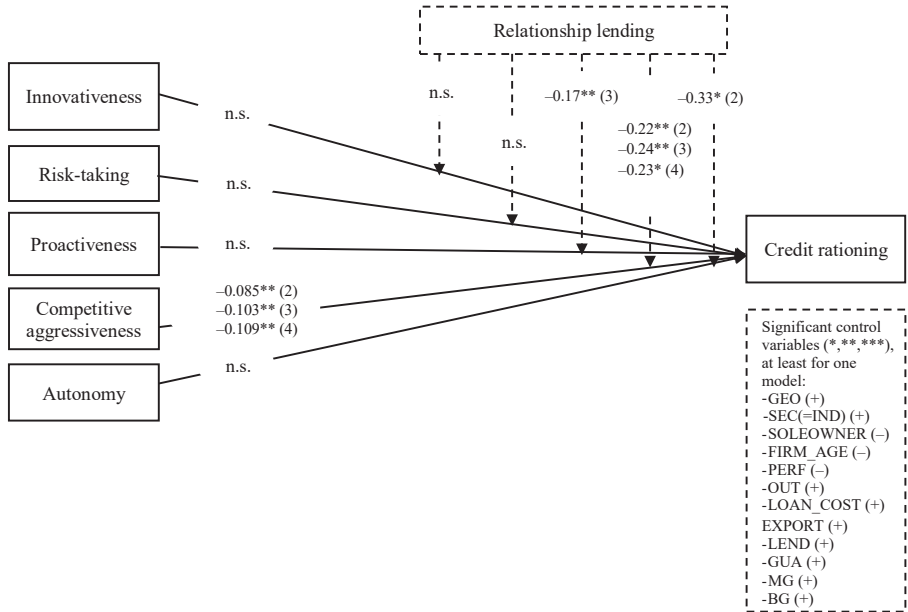 Relationship lending
Innovativeness
Risk-taking
Proactiveness
Competitive
aggressiveness
Autonomy
n.s.
n.s.
n.s.
–0.085** (2)
–0.103** (3)
–0.109** (4)
n.s.
n.s.
n.s.
–0.17** (3)
–0.22** (2)
–0.24** (3)
–0.23* (4)
–0.33* (2)
Credit rationing
Significant control
variables (*,**,***),
at least for one
model:
-GEO (+)
-SEC(=IND) (+)
-SOLEOWNER (–)
-FIRM_AGE (–)
-PERF (–)
-OUT (+)
-LOAN_COST (+)
EXPORT (+)
-LEND (+)
-GUA (+)
-MG (+)
-BG (+)